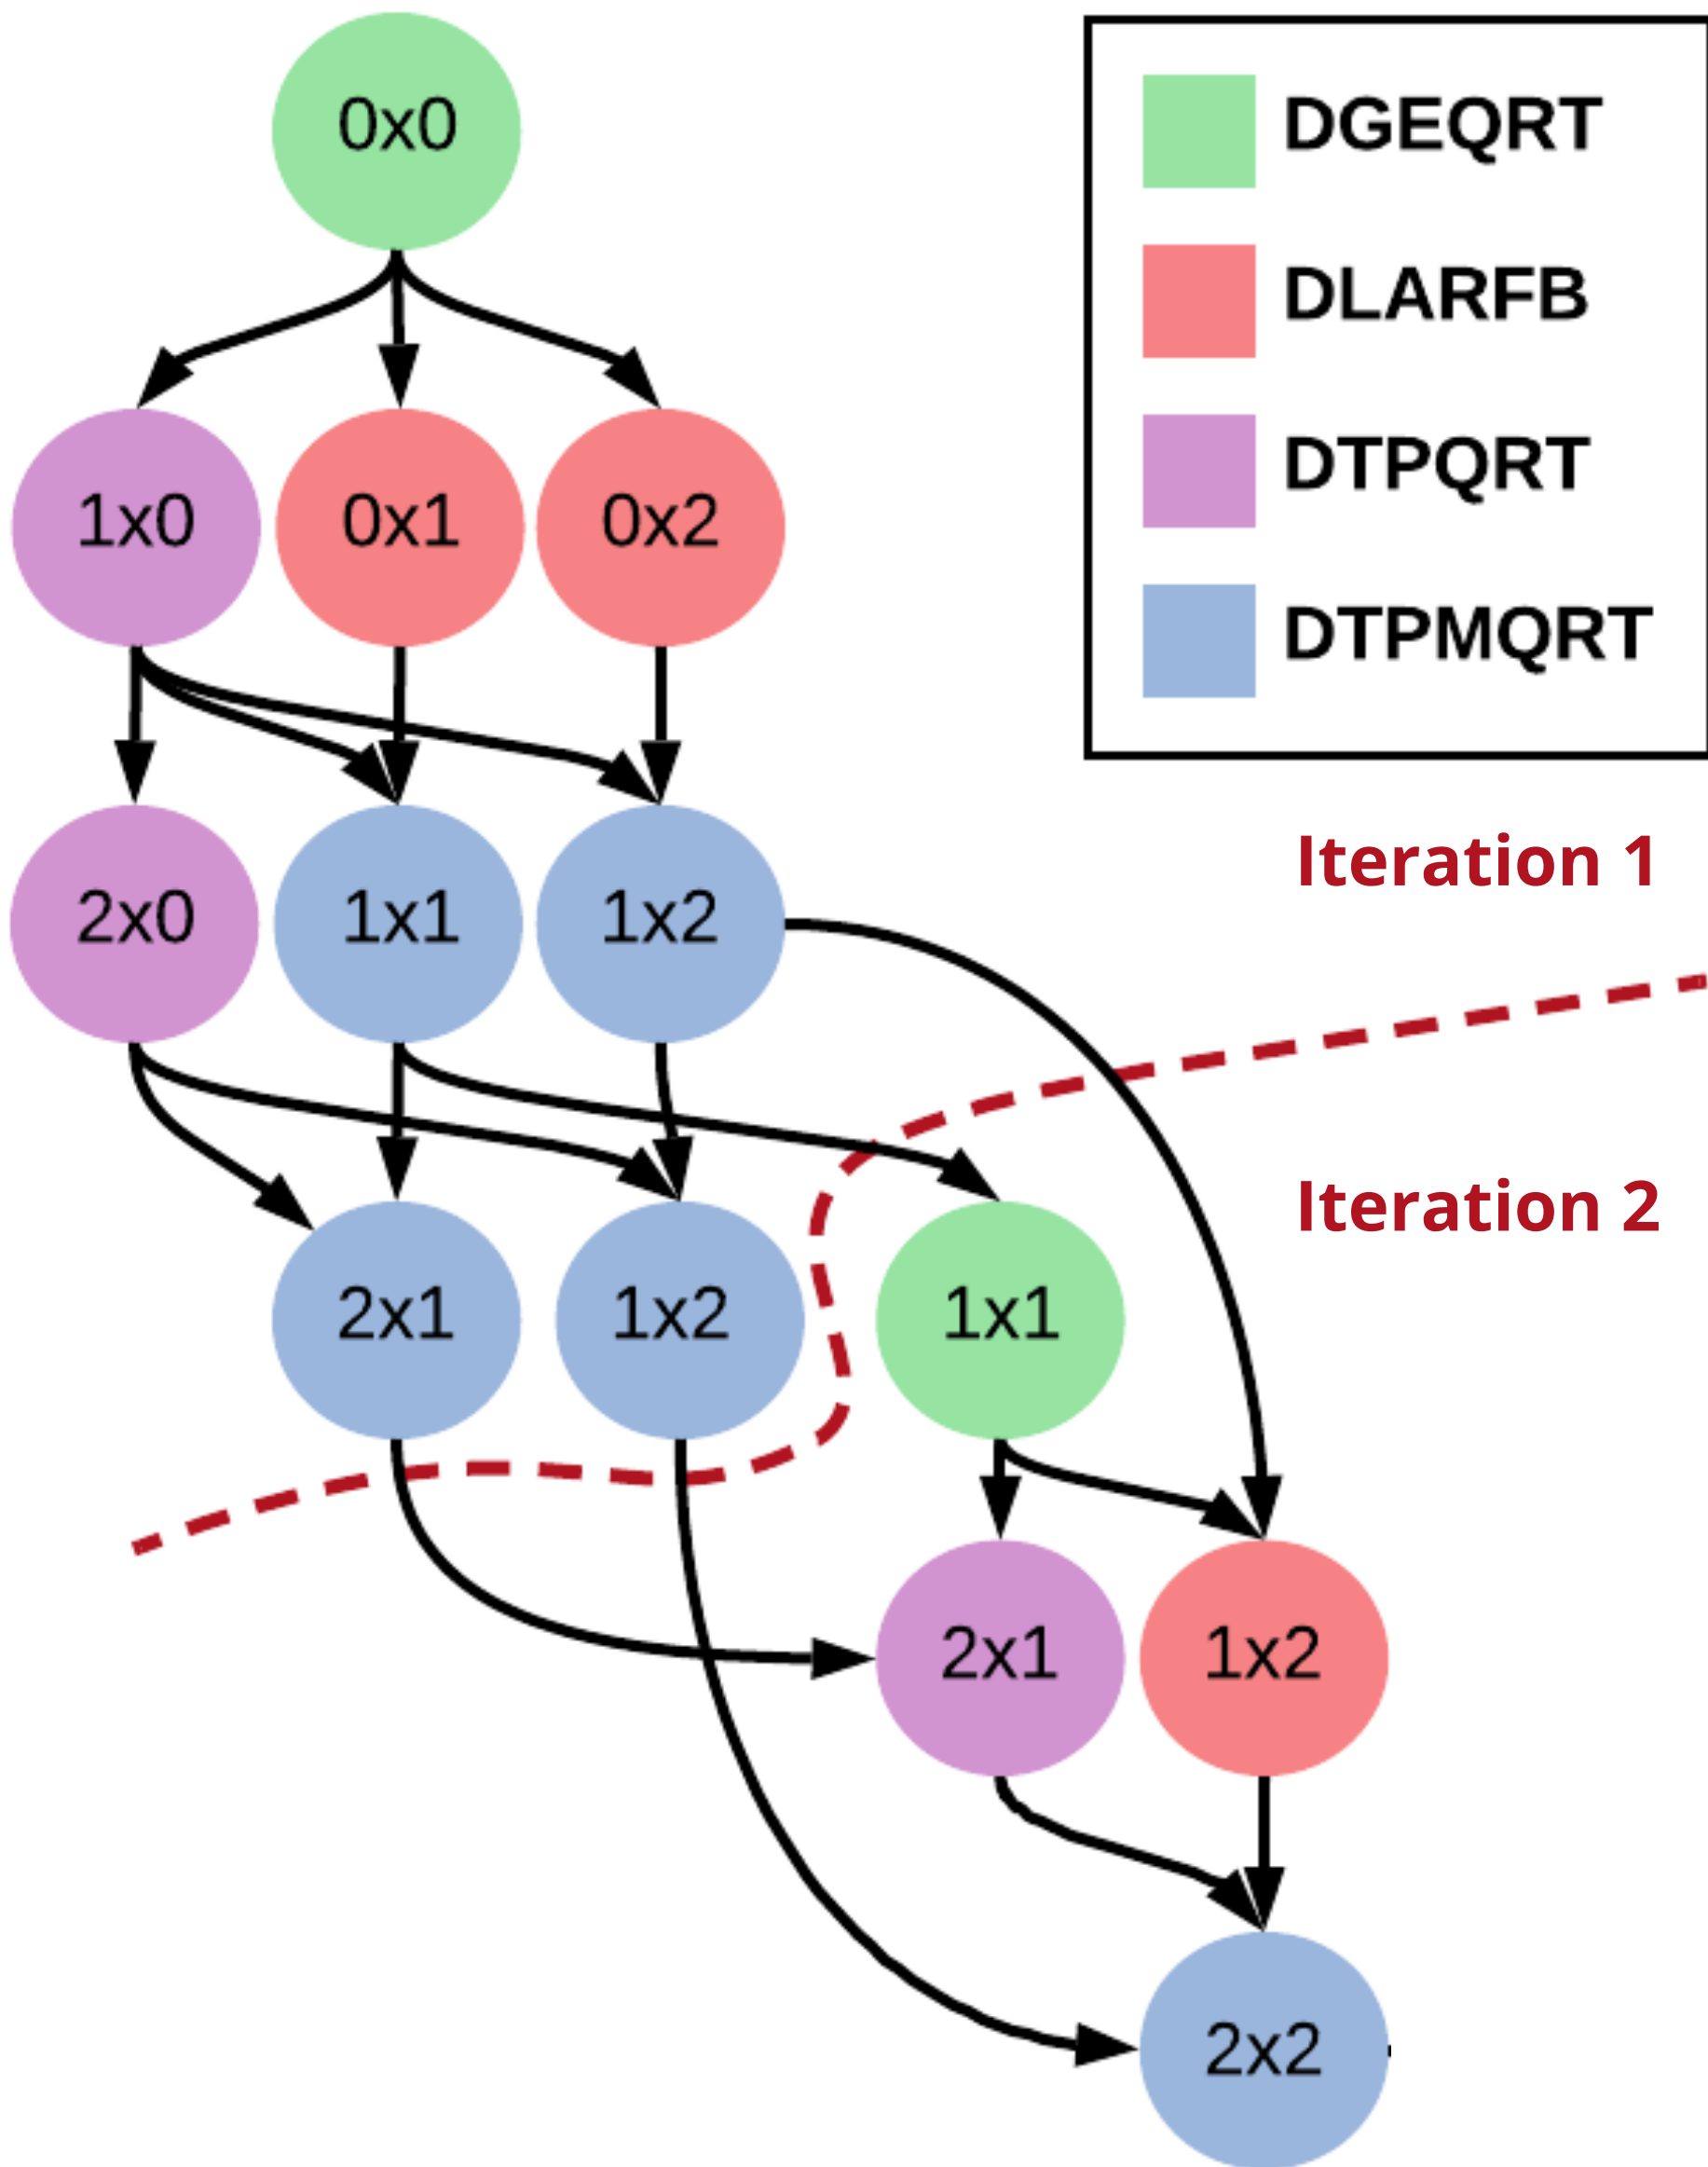 0x0
DGEQRT
DLARFB
DTPQRT
DTPMQRT
1x0 0x1 0x2
Iteration 1
2x0 1x1 1x2
Iteration 2
2x1 1x2 1x1
2x1 1x2
2x2